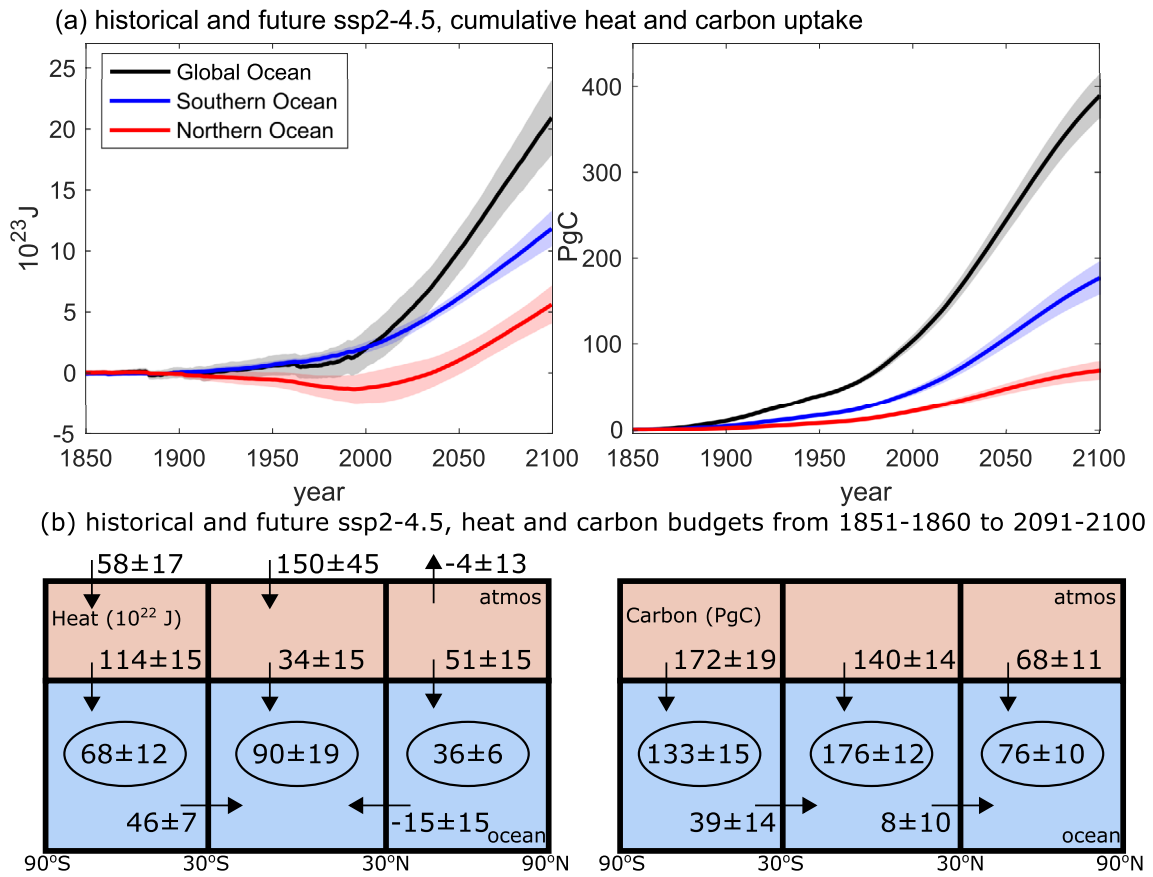 (a) historical and future ssp2-4.5, cumulative heat and carbon uptake
25
20
15
10
5
0
-5
10²³J
Global Ocean
Southern Ocean
Northern Ocean
1850 1900 1950 2000 2050 2100
year
400
300
200
100
0
PgC
1850 1900 1950 2000 2050 2100
year
(b) historical and future ssp2-4.5, heat and carbon budgets from 1851-1860 to 2091-2100
58±17 150±45 -4±13
atmos
Heat (10²² J)
114±15 34±15 51±15
68±12 90±19 36±6
46±7 -15±15
ocean
90°S 30°S 30°N 90°N
atmos
Carbon (PgC)
172±19 140±14 68±11
133±15 176±12 76±10
39±14 8±10
ocean
90°S 30°S 30°N 90°N